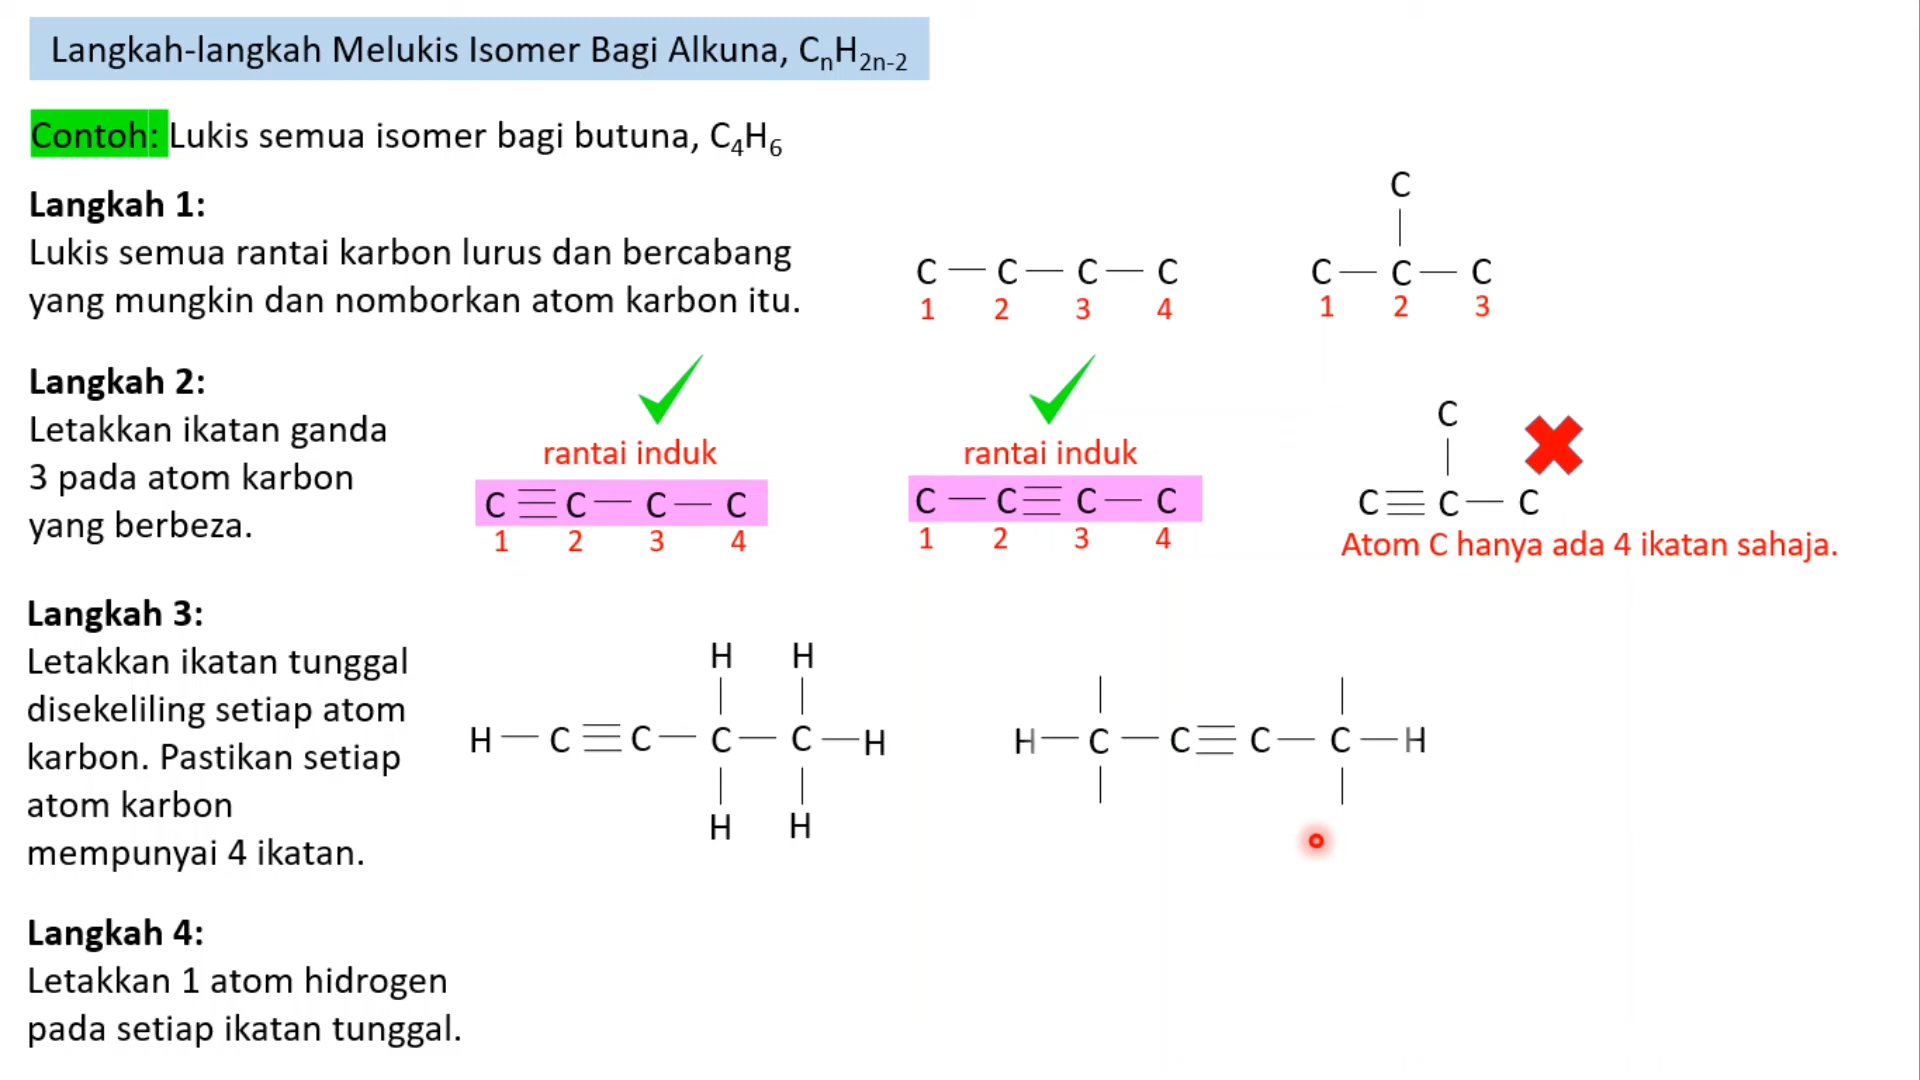 Langkah-langkah Melukis Isomer Bagi Alkuna, CₙH₂ₙ₋₂
Contoh: Lukis semua isomer bagi butuna, C₄H₆
Langkah 1:
Lukis semua rantai karbon lurus dan bercabang
yang mungkin dan nomborkan atom karbon itu.
C — C — C — C
1 2 3 4
C
|
C — C — C
1 2 3
Langkah 2:
Letakkan ikatan ganda
3 pada atom karbon
yang berbeza.
rantai induk
C ≡ C — C — C
1 2 3 4
rantai induk
C — C ≡ C — C
1 2 3 4
C
|
C ≡ C — C
Atom C hanya ada 4 ikatan sahaja.
Langkah 3:
Letakkan ikatan tunggal
disekeliling setiap atom
karbon. Pastikan setiap
atom karbon
mempunyai 4 ikatan.
H H
| |
H — C ≡ C — C — C — H
| |
H H
| |
H — C — C ≡ C — C — H
| |
Langkah 4:
Letakkan 1 atom hidrogen
pada setiap ikatan tunggal.